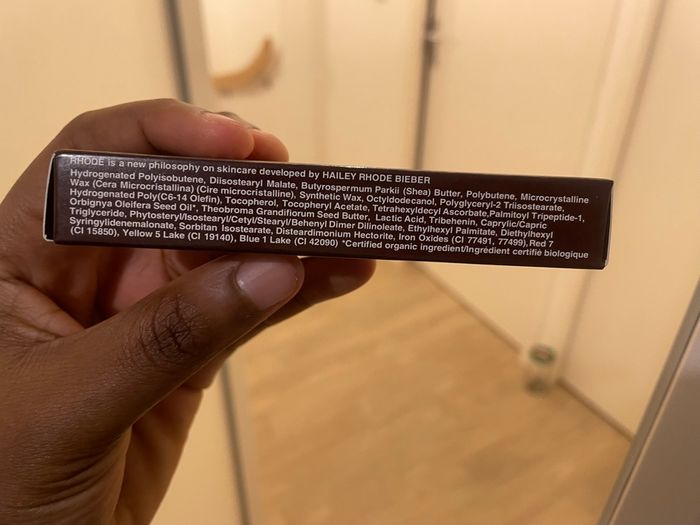 RHODE is a new philosophy on skincare developed by HAILEY RHODE BIEBER
Hydrogenated Polyisobutene, Diisostearyl Malate, Butyrospermum Parkii (Shea) Butter, Polybutene, Microcrystalline
Wax (Cera Microcristallina) (Cire microcristalline), Synthetic Wax, Octyldodecanol, Polyglyceryl-2 Triisostearate,
Hydrogenated Poly(C6-14 Olefin), Tocopherol, Tocopheryl Acetate, Tetrahexyldecyl Ascorbate,Palmitoyl Tripeptide-1,
Orbignya Oleifera Seed Oil*, Theobroma Grandiflorum Seed Butter, Lactic Acid, Tribehenin, Caprylic/Capric
Triglyceride, Phytosteryl/Isostearyl/Cetyl/Stearyl/Behenyl Dimer Dilinoleate, Ethylhexyl Palmitate, Diethylhexyl
Syringylidenemalonate, Sorbitan Isostearate, Disteardimonium Hectorite, Iron Oxides (CI 77491, 77499),Red 7
(CI 15850), Yellow 5 Lake (CI 19140), Blue 1 Lake (CI 42090) *Certified organic ingredient/Ingrédient certifié biologique